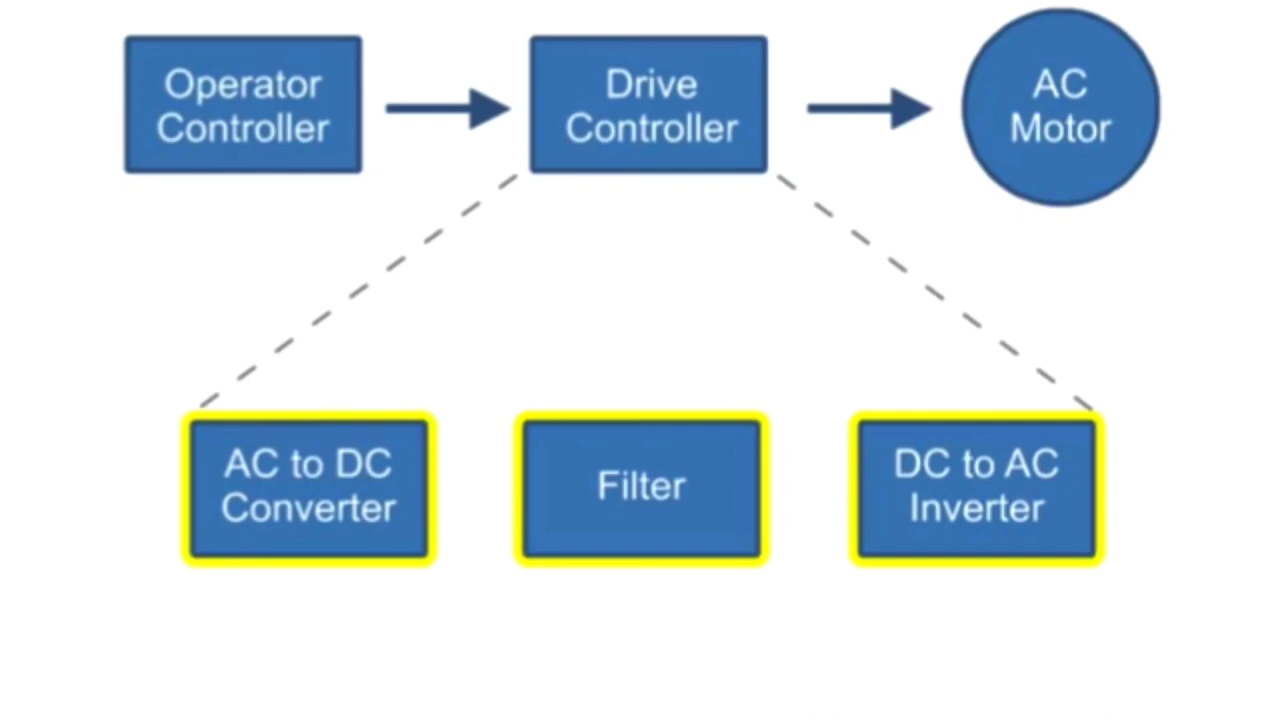 Operator
Controller
Drive
Controller
AC
Motor
AC to DC
Converter
Filter
DC to AC
Inverter